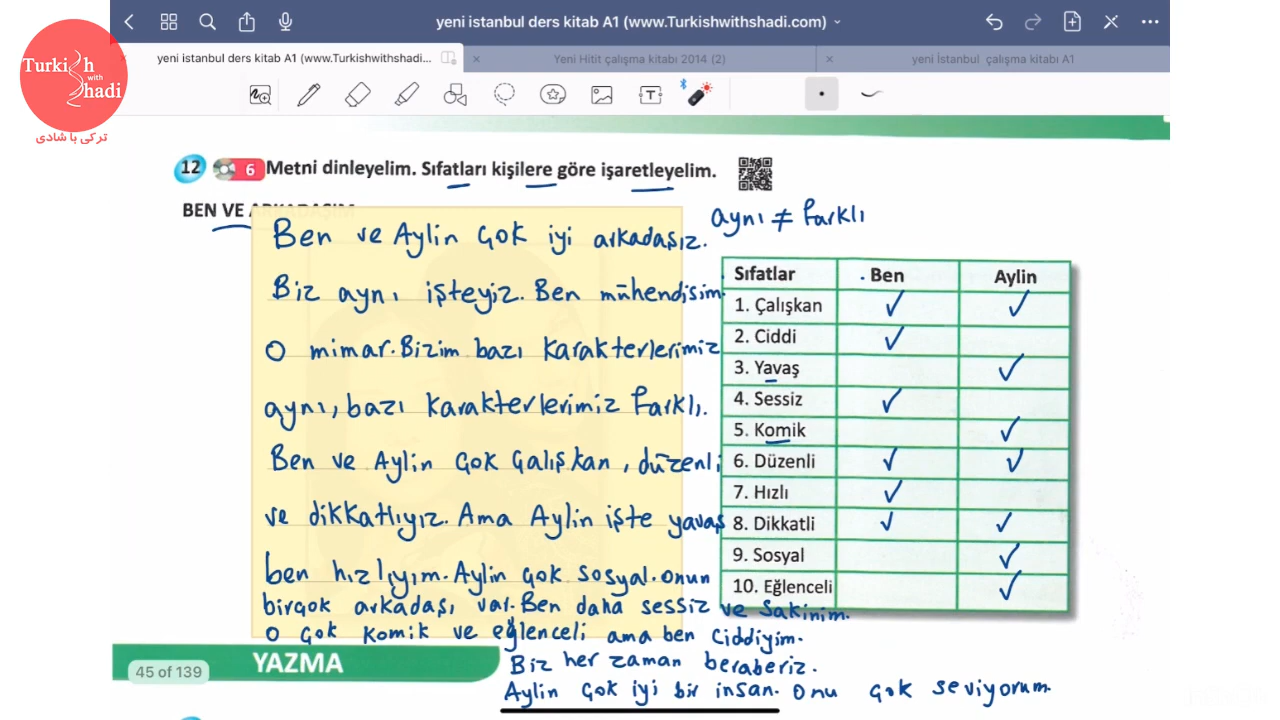 yeni istanbul ders kitab A1 (www.Turkishwithshadi.com)
yeni istanbul ders kitab A1 (www.Turkishwithshadi...
Yeni Hitit çalışma kitabı 2014 (2)
yeni İstanbul çalışma kitabı A1
Turkish
with
Shadi
ترکی با شادی
12 6 Metni dinleyelim. Sıfatları kişilere göre işaretleyelim.
BEN VE ARKADAŞIM
aynı ≠ farklı
Ben ve Aylin çok iyi arkadaşız.
Biz aynı işteyiz. Ben mühendisim
O mimar. Bizim bazı karakterlerimiz
aynı, bazı karakterlerimiz farklı.
Ben ve Aylin çok çalışkan, düzenli
ve dikkatliyiz. Ama Aylin işte yavaş
ben hızlıyım. Aylin çok sosyal. onun
birçok arkadaşı var. Ben daha sessiz ve sakinim.
O çok komik ve eğlenceli ama ben ciddiyim.
Biz her zaman beraberiz.
Aylin çok iyi bir insan. Onu çok seviyorum.
Sıfatlar Ben Aylin
1. Çalışkan ✓ ✓
2. Ciddi ✓
3. Yavaş ✓
4. Sessiz ✓
5. Komik ✓
6. Düzenli ✓ ✓
7. Hızlı ✓
8. Dikkatli ✓ ✓
9. Sosyal ✓
10. Eğlenceli ✓
45 of 139
YAZMA